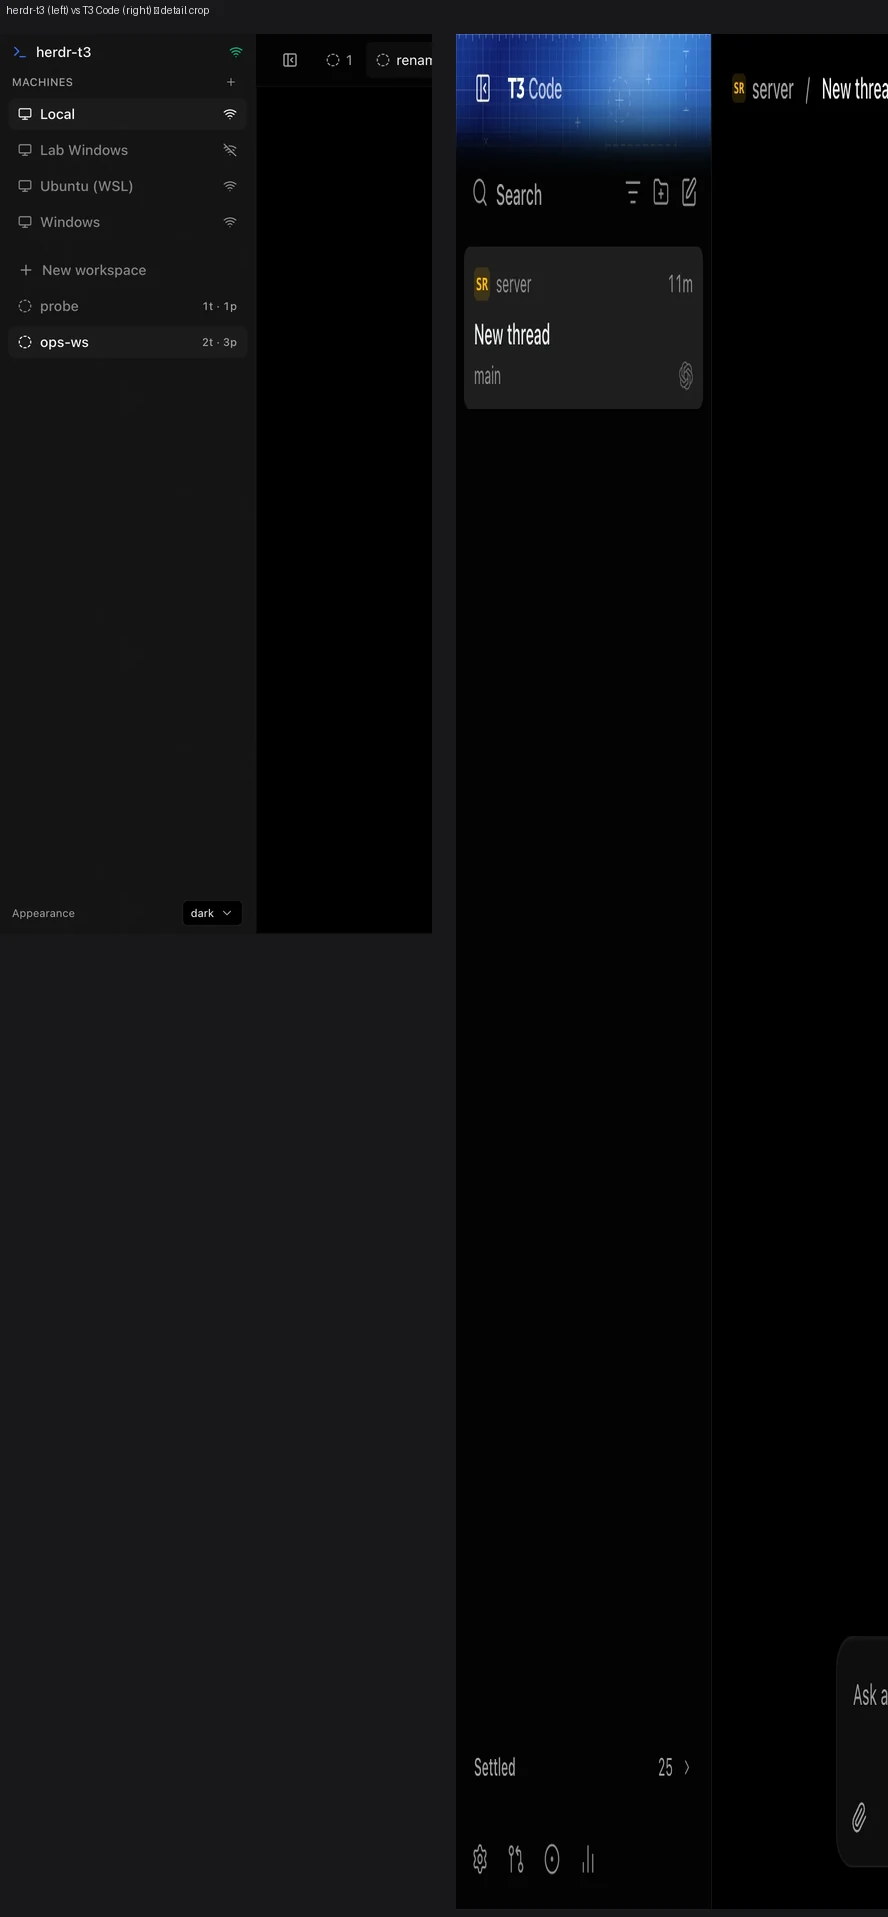 herdr-t3 (left) vs T3 Code (right) detail crop
herdr-t3
MACHINES
Local
Lab Windows
Ubuntu (WSL)
Windows
New workspace
probe 1t · 1p
ops-ws 2t · 3p
Appearance dark
1 renam
T3 Code
Search
SR server 11m
New thread
main
Settled 25
SR server / New threa
Ask a